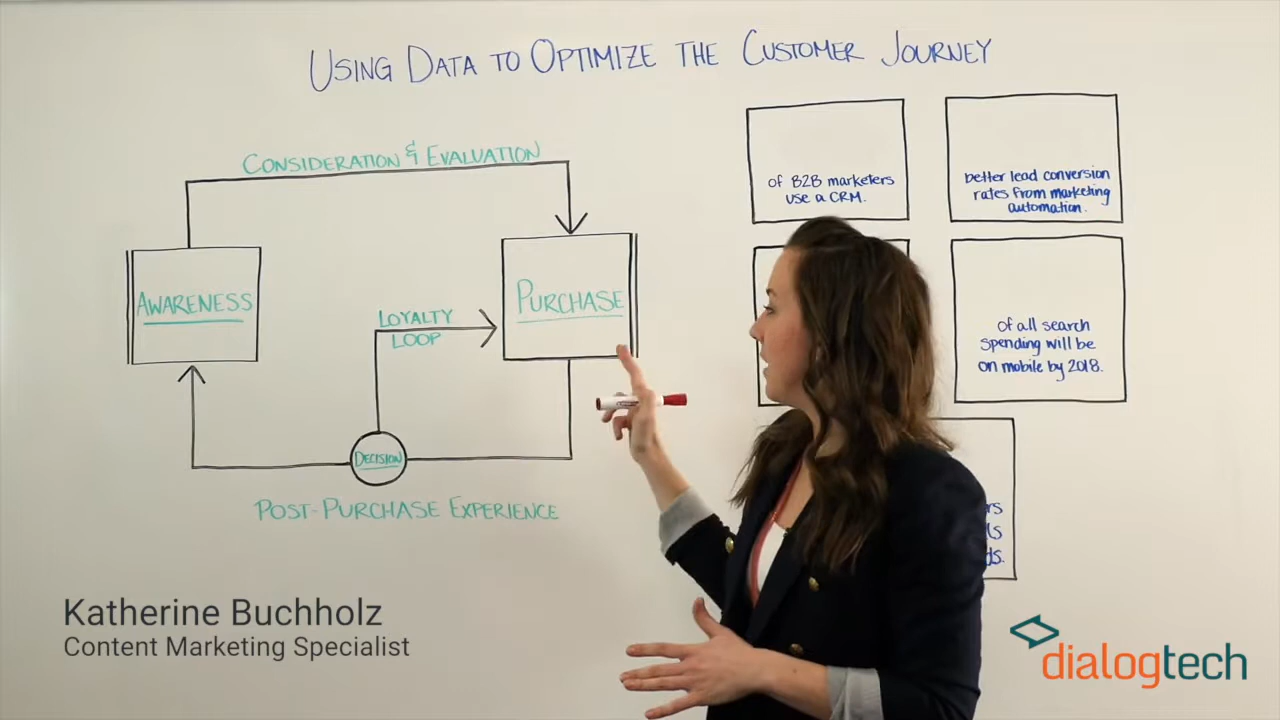 USING DATA TO OPTIMIZE THE CUSTOMER JOURNEY
CONSIDERATION & EVALUATION
AWARENESS
PURCHASE
LOYALTY
LOOP
DECISION
POST-PURCHASE EXPERIENCE
of B2B marketers
use a CRM.
better lead conversion
rates from marketing
automation.
of all search
spending will be
on mobile by 2018.
Katherine Buchholz
Content Marketing Specialist
dialogtech